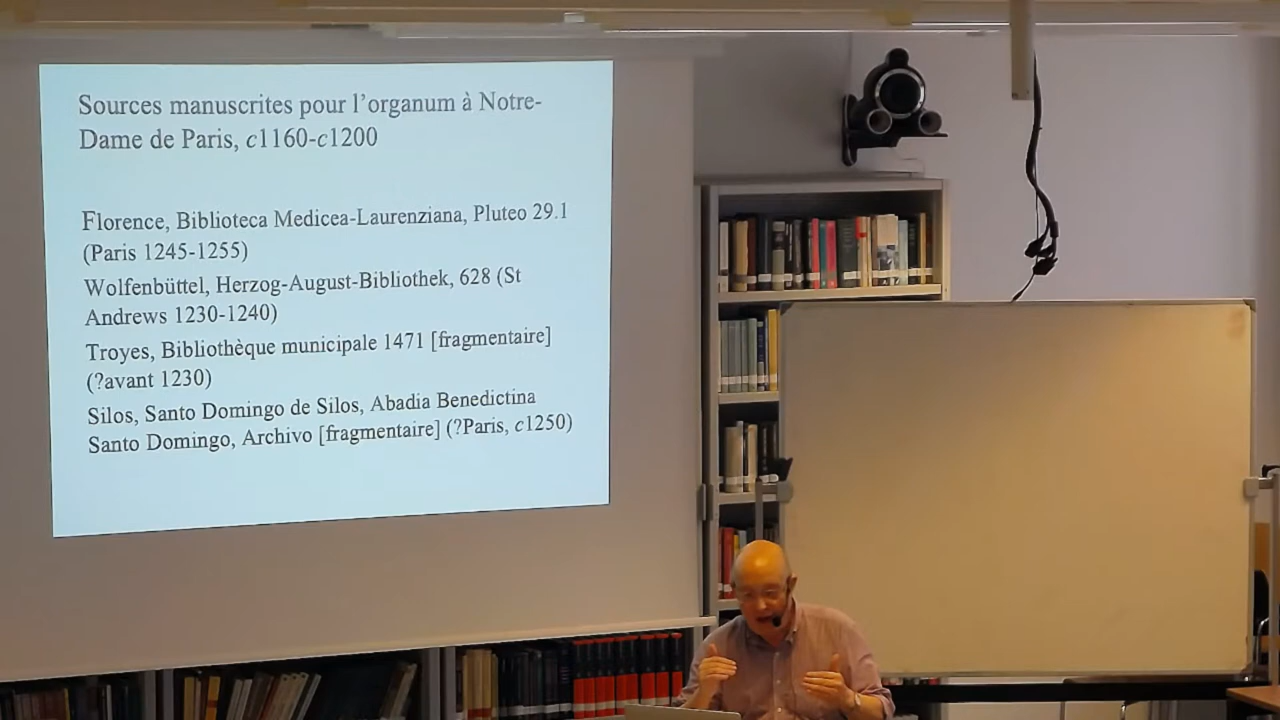 Sources manuscrites pour l'organum à Notre-
Dame de Paris, c1160-c1200
Florence, Biblioteca Medicea-Laurenziana, Pluteo 29.1
(Paris 1245-1255)
Wolfenbüttel, Herzog-August-Bibliothek, 628 (St
Andrews 1230-1240)
Troyes, Bibliothèque municipale 1471 [fragmentaire]
(?avant 1230)
Silos, Santo Domingo de Silos, Abadia Benedictina
Santo Domingo, Archivo [fragmentaire] (?Paris, c1250)